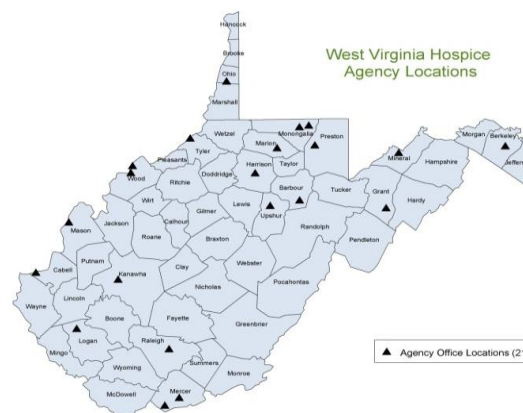 West Virginia Hospice
Agency Locations
Hancock
Brooke
Ohio
Marshall
Wetzel
Monongalia
Marion
Preston
Morgan
Berkeley
Jeffer
Tyler
Pleasants
Mineral
Hampshire
Wood
Ritchie
Doddridge
Harrison
Taylor
Barbour
Tucker
Grant
Hardy
Wirt
Mason
Jackson
Calhoun
Gilmer
Lewis
Upshur
Randolph
Pendleton
Roane
Braxton
Putnam
Cabell
Kanawha
Clay
Webster
Pocahontas
Nicholas
Wayne
Lincoln
Boone
Fayette
Greenbrier
Logan
Mingo
Raleigh
Wyoming
Summers
Monroe
McDowell
Mercer
Agency Office Locations (2